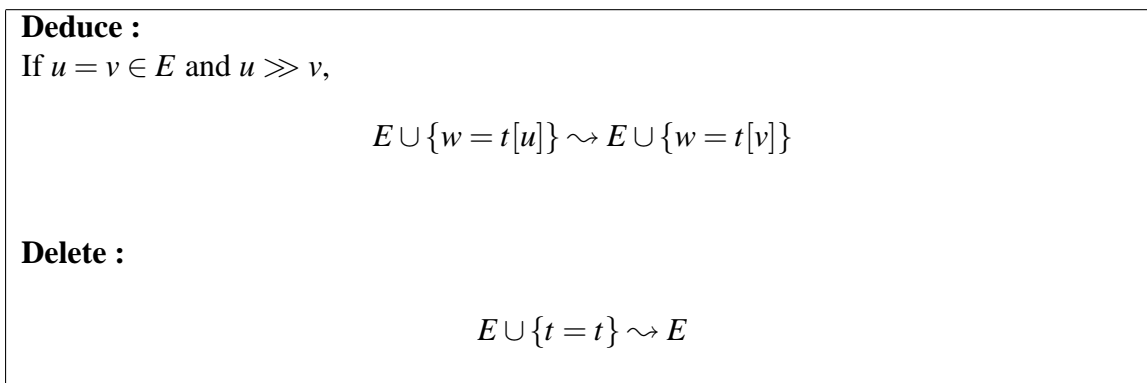 Deduce :
If u = v ∈ E and u ≫ v,
E ∪ {w = t[u]} ⇝ E ∪ {w = t[v]}
Delete :
E ∪ {t = t} ⇝ E